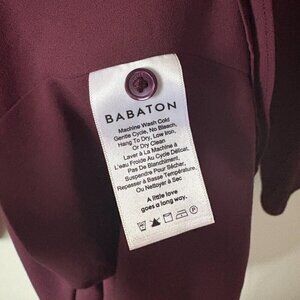 BABATON
Machine Wash Cold
Gentle Cycle, No Bleach,
Hang To Dry, Low Iron,
Or Dry Clean
Laver À La Machine À
L'eau Froide Au Cycle Délicat,
Pas De Blanchiment,
Suspendre Pour Sécher,
Repasser à Basse Température,
Ou Nettoyer à Sec
A little love
goes a long way.